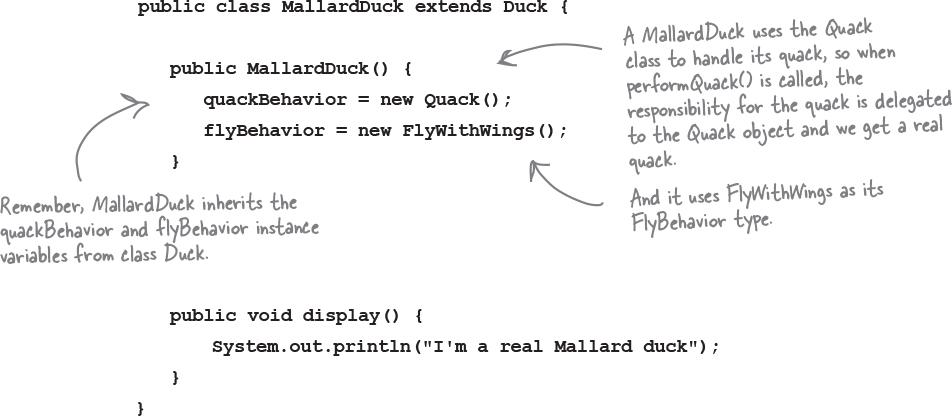 public class MallardDuck extends Duck {
public MallardDuck() {
quackBehavior = new Quack();
flyBehavior = new FlyWithWings();
}
A MallardDuck uses the Quack
class to handle its quack, so when
performQuack() is called, the
responsibility for the quack is delegated
to the Quack object and we get a real
quack.
And it uses FlyWithWings as its
FlyBehavior type.
Remember, MallardDuck inherits the
quackBehavior and flyBehavior instance
variables from class Duck.
public void display() {
System.out.println("I'm a real Mallard duck");
}
}